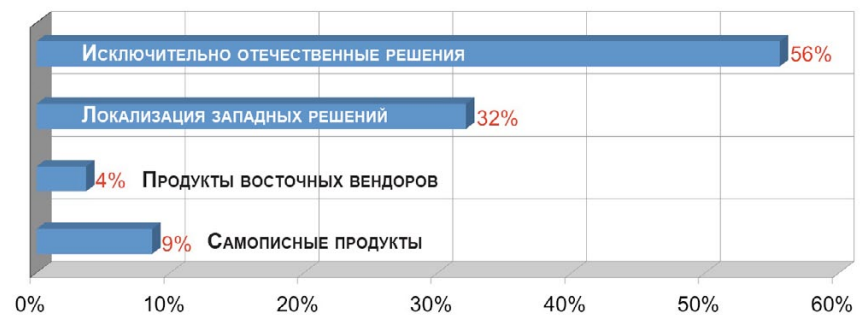 Исключительно отечественные решения 56%
Локализация западных решений 32%
4% Продукты восточных вендоров
9% Самописные продукты
0% 10% 20% 30% 40% 50% 60%